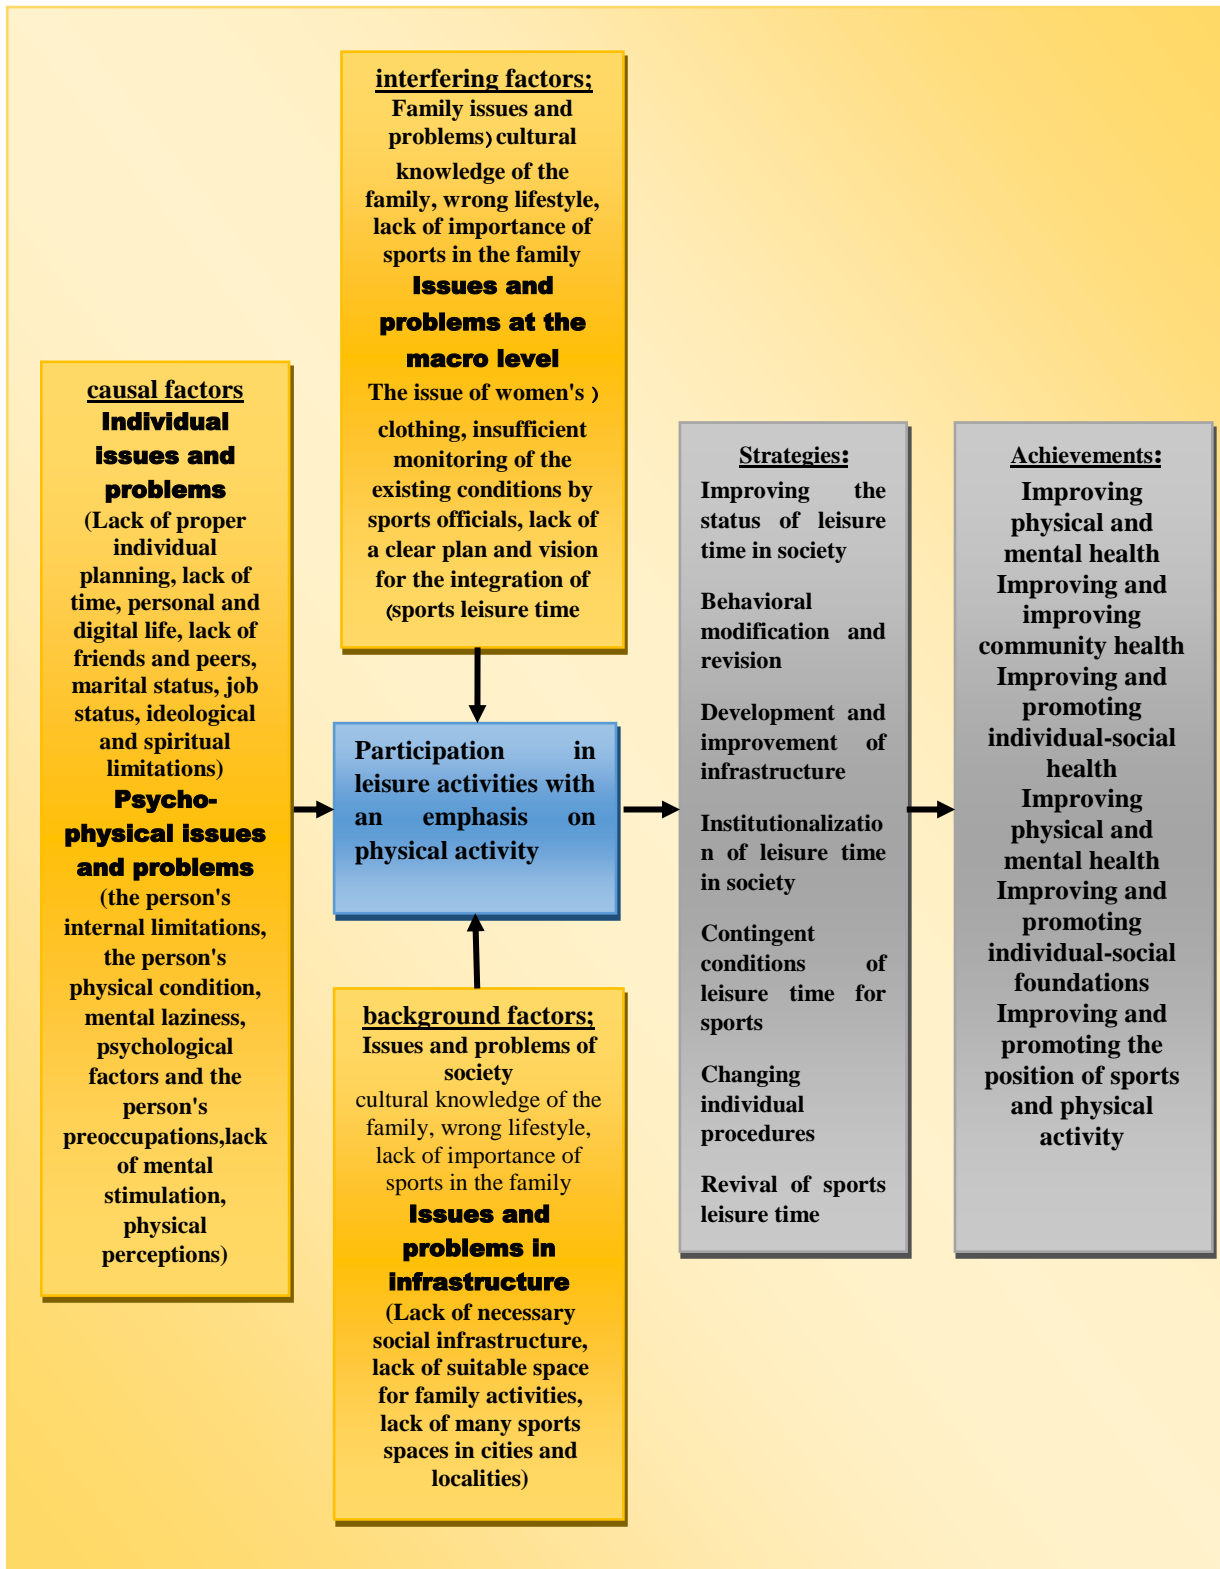 interfering factors;
Family issues and
problems) cultural
knowledge of the
family, wrong lifestyle,
lack of importance of
sports in the family
Issues and
problems at the
macro level
The issue of women's )
clothing, insufficient
monitoring of the
existing conditions by
sports officials, lack of
a clear plan and vision
for the integration of
(sports leisure time
causal factors
Individual
issues and
problems
(Lack of proper
individual
planning, lack of
time, personal and
digital life, lack of
friends and peers,
marital status, job
status, ideological
and spiritual
limitations)
Psycho-
physical issues
and problems
(the person's
internal limitations,
the person's
physical condition,
mental laziness,
psychological
factors and the
person's
preoccupations,lack
of mental
stimulation,
physical
perceptions)
Participation in
leisure activities with
an emphasis on
physical activity
background factors;
Issues and problems of
society
cultural knowledge of the
family, wrong lifestyle,
lack of importance of
sports in the family
Issues and
problems in
infrastructure
(Lack of necessary
social infrastructure,
lack of suitable space
for family activities,
lack of many sports
spaces in cities and
localities)
Strategies:
Improving the
status of leisure
time in society
Behavioral
modification and
revision
Development and
improvement of
infrastructure
Institutionalizatio
n of leisure time
in society
Contingent
conditions of
leisure time for
sports
Changing
individual
procedures
Revival of sports
leisure time
Achievements:
Improving
physical and
mental health
Improving and
improving
community health
Improving and
promoting
individual-social
health
Improving
physical and
mental health
Improving and
promoting
individual-social
foundations
Improving and
promoting the
position of sports
and physical
activity